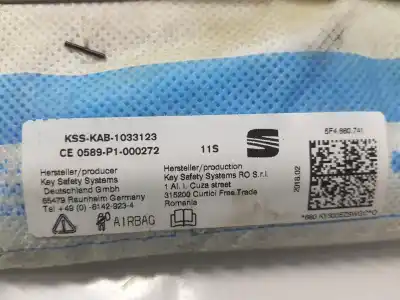 KSS-KAB-1033123
CE 0589-P1-000272
11S
5F4.880.741
Hersteller/producer
Key Safety Systems
Deutschland Gmbh
65479 Raunheim Germany
Tel +49 (0)-6142-923-4
Hersteller/production
Key Safety Systems RO S.r.l.
1 Al. I. Cuza street
315200 Curtici Free Trade
Romania
2018.02
AIRBAG